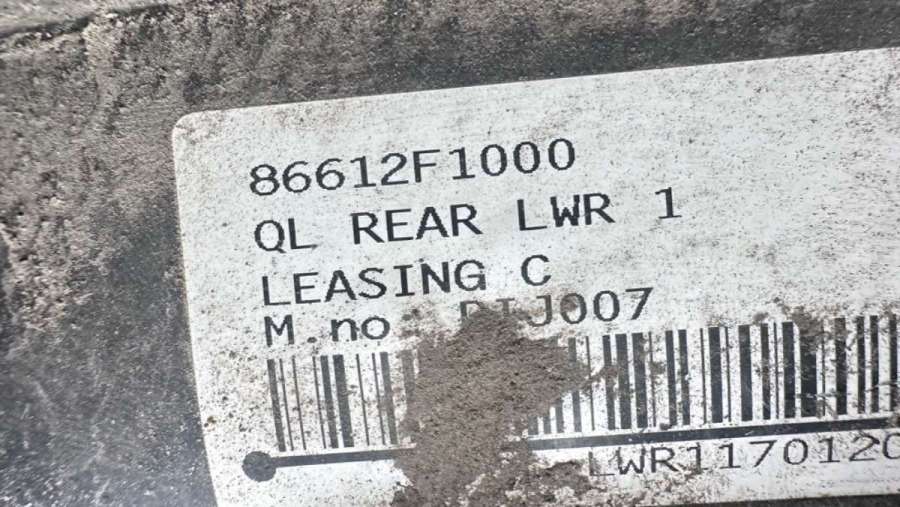 86612F1000
QL REAR LWR 1
LEASING C
M.no
LWR1170120